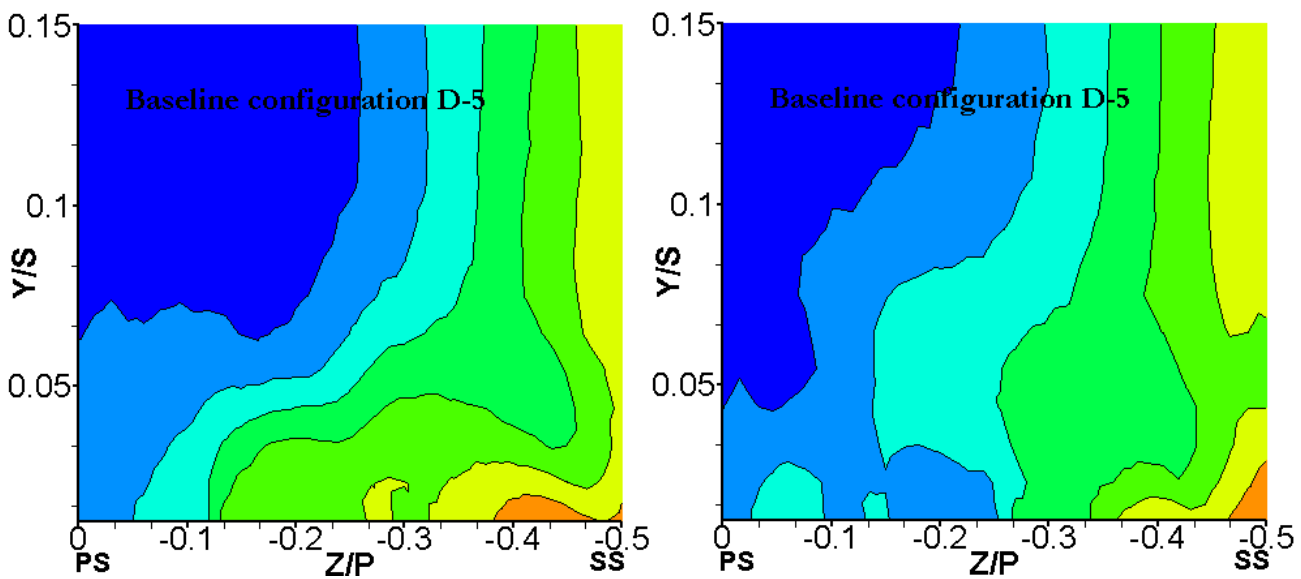 0.15
Baseline configuration D-5
0.1
Y/S
0.05
0 -0.1 -0.2 -0.3 -0.4 -0.5
PS Z/P SS
0.15
Baseline configuration D-5
0.1
Y/S
0.05
0 -0.1 -0.2 -0.3 -0.4 -0.5
PS Z/P SS